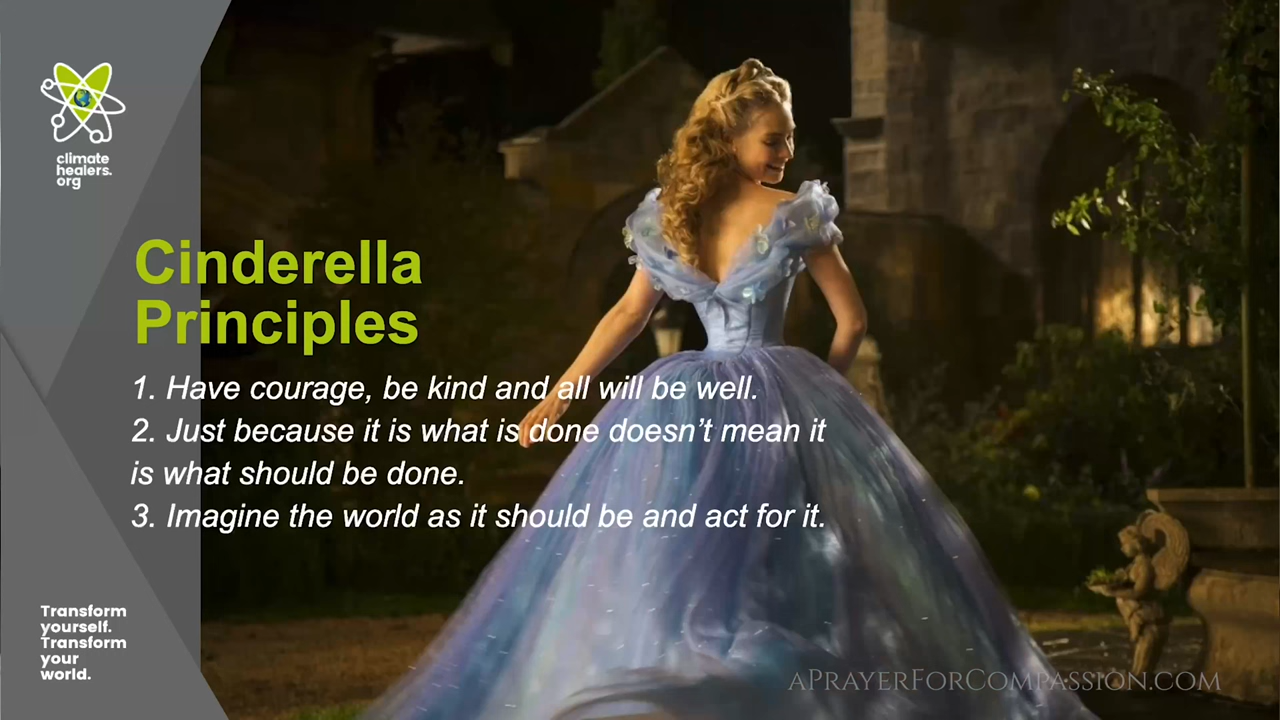 climate
healers.
org
Cinderella
Principles
1. Have courage, be kind and all will be well.
2. Just because it is what is done doesn't mean it
is what should be done.
3. Imagine the world as it should be and act for it.
Transform
yourself.
Transform
your
world.
aPrayerForCompassion.com